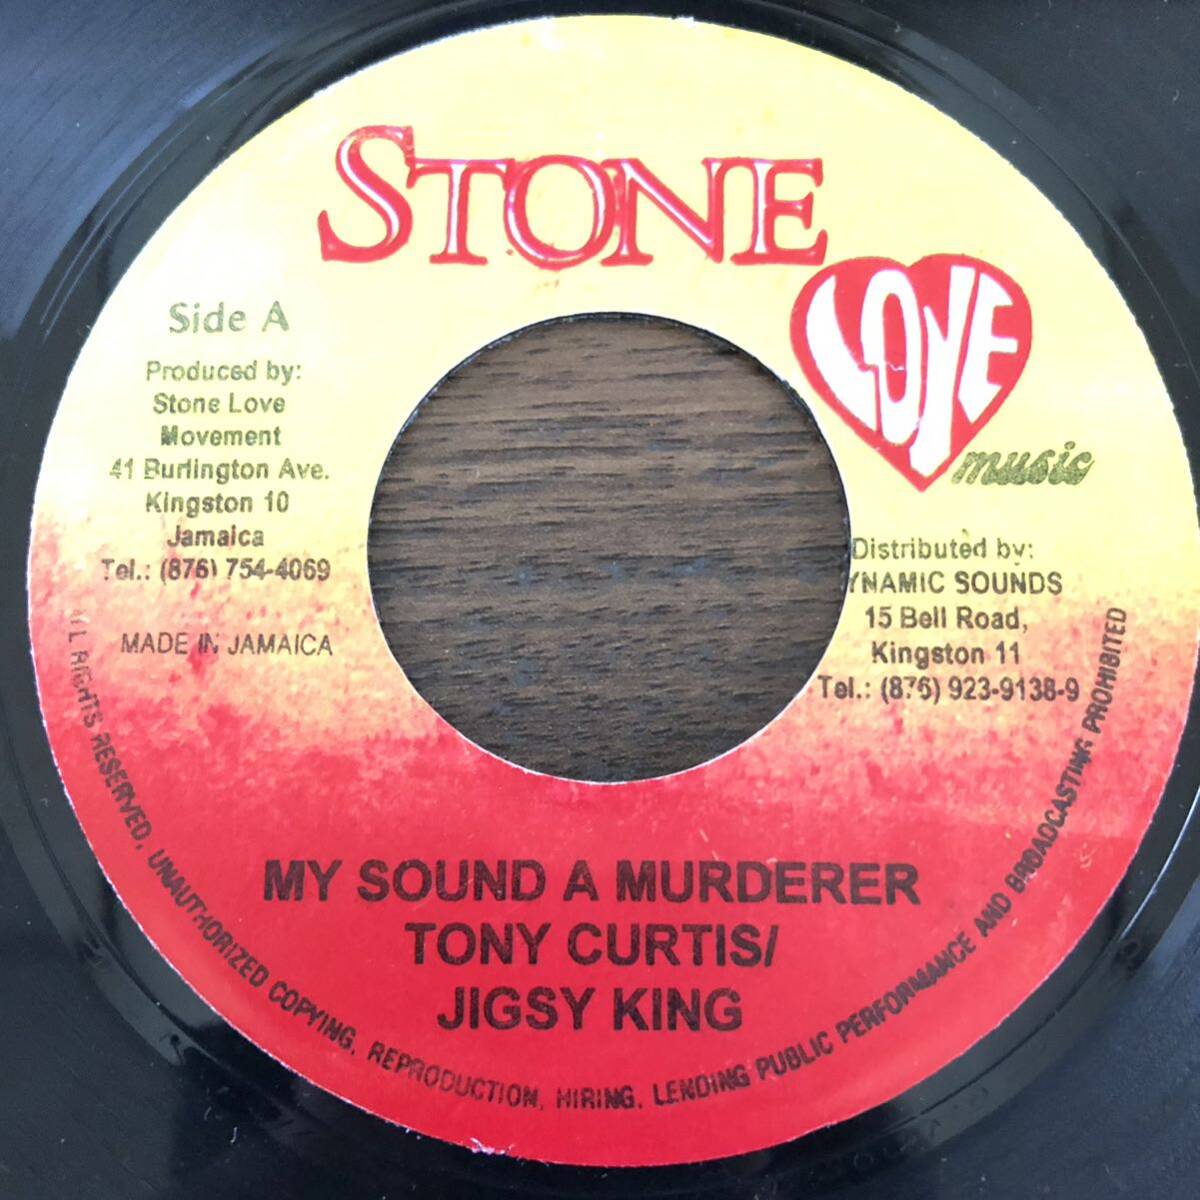 STONE
LOVE
music
Side A
Produced by:
Stone Love
Movement
41 Burlington Ave.
Kingston 10
Jamaica
Tel.: (876) 754-4069
MADE IN JAMAICA
Distributed by:
YNAMIC SOUNDS
15 Bell Road,
Kingston 11
Tel.: (876) 923-9138-9
MY SOUND A MURDERER
TONY CURTIS/
JIGSY KING
ALL RIGHTS RESERVED, UNAUTHORIZED COPYING, REPRODUCTION, HIRING, LENDING PUBLIC PERFORMANCE AND BROADCASTING PROHIBITED